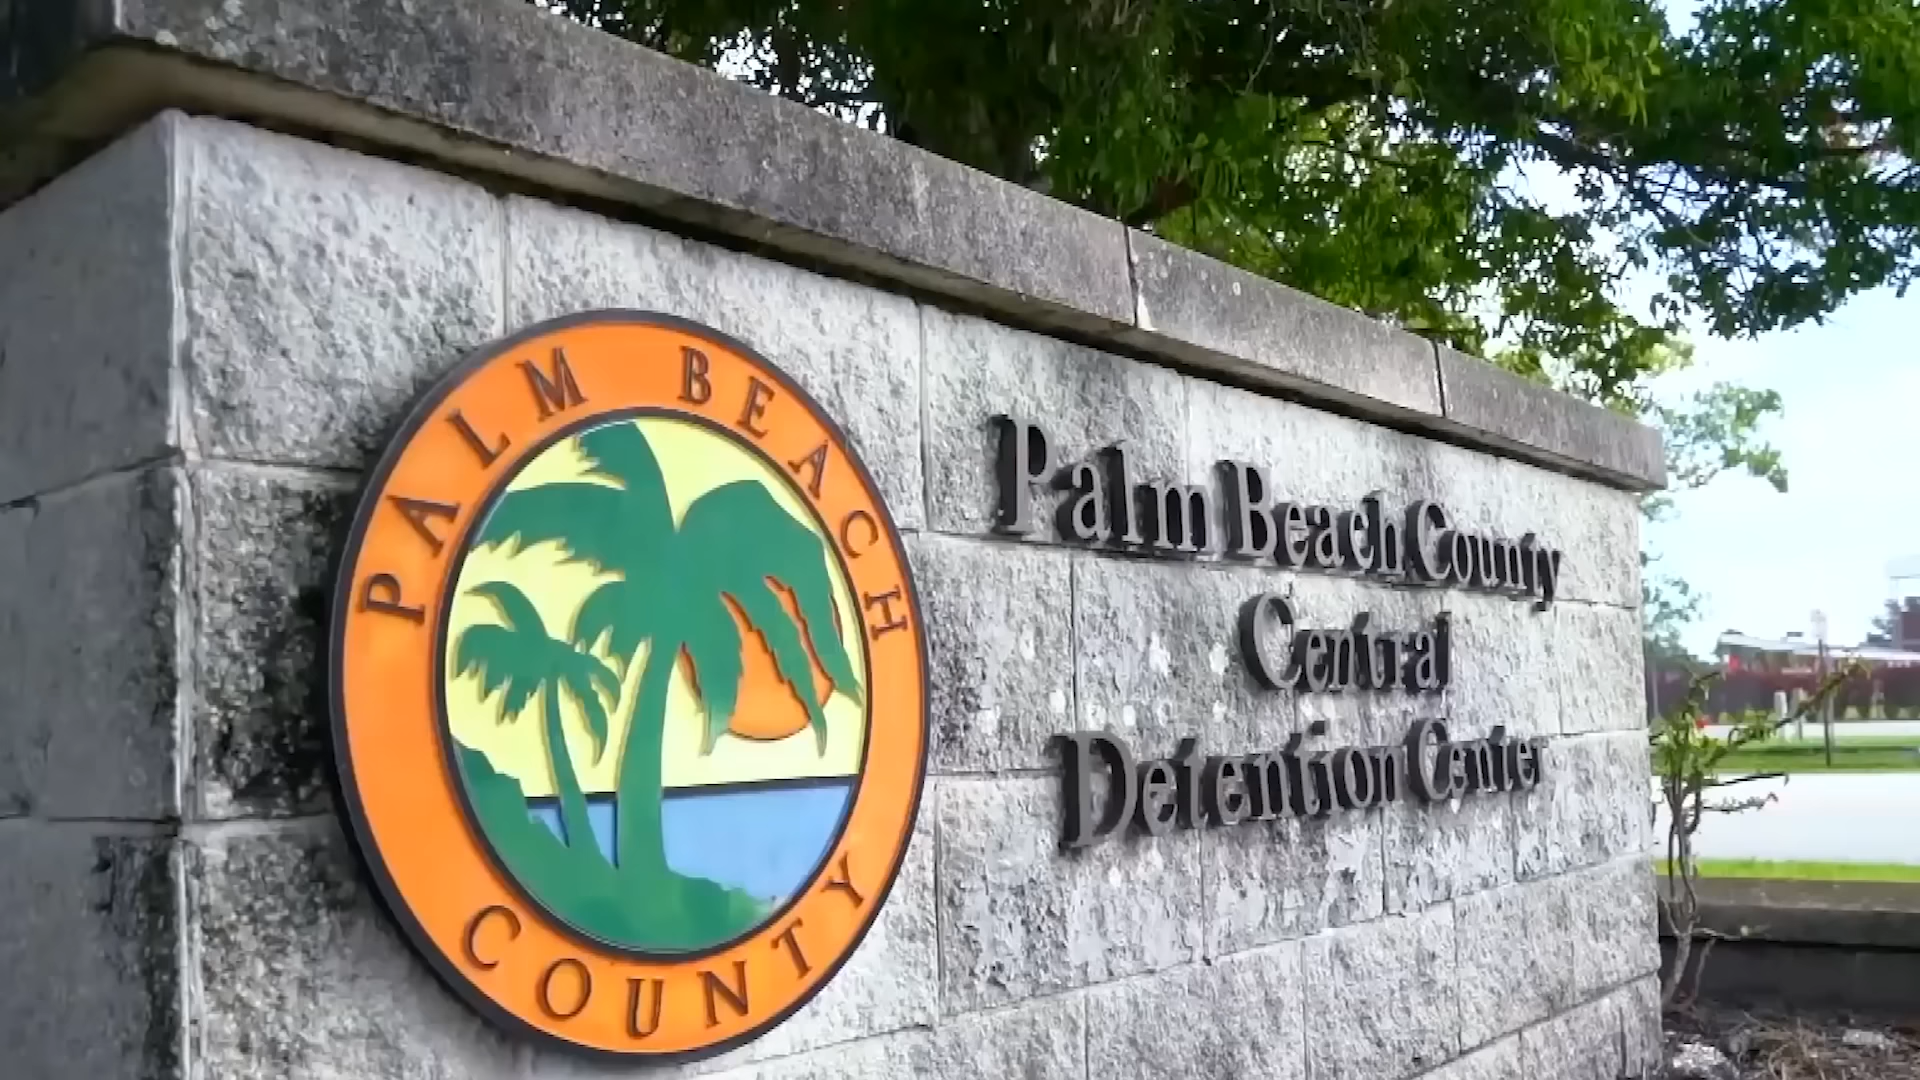 PALM BEACH
COUNTY
Palm Beach County
Central
Detention Center